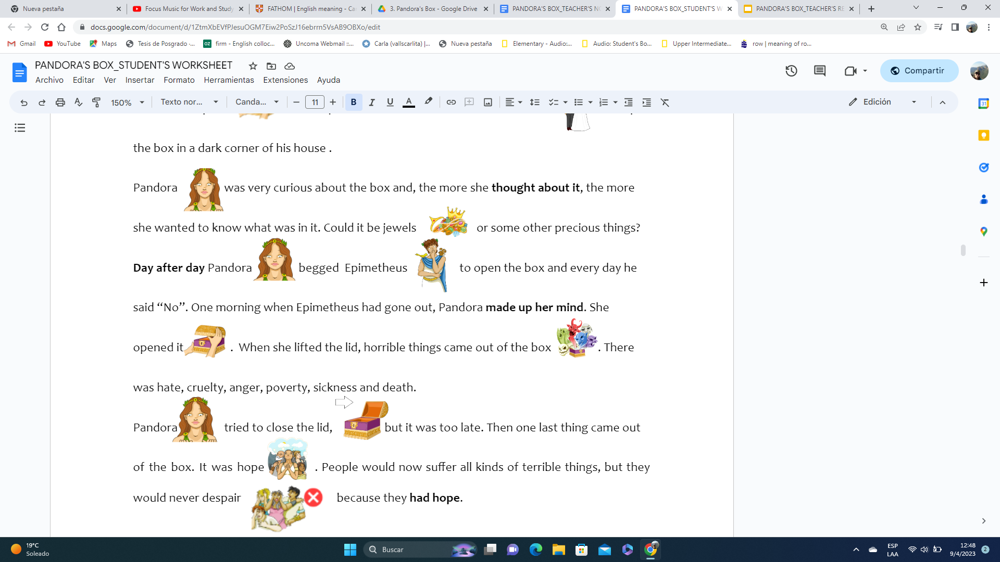 Nueva pestaña
Focus Music for Work and Study
FATHOM | English meaning - Ca
3. Pandora's Box - Google Drive
PANDORA'S BOX_TEACHER'S NO
PANDORA'S BOX_STUDENT'S W
PANDORA'S BOX_TEACHER'S RE
docs.google.com/document/d/1ZtmXbEVfPJesuOGM7Eiw2PoSzJ16ebrrn5VsAB9OBXo/edit
Gmail
YouTube
Maps
Tesis de Posgrado -...
firm - English colloc...
Uncoma Webmail ::...
Carla (vallscarlita) |...
Nueva pestaña
Elementary - Audio:...
Audio: Student's Bo...
Upper Intermediate...
row | meaning of ro...
PANDORA'S BOX_STUDENT'S WORKSHEET
Archivo Editar Ver Insertar Formato Herramientas Extensiones Ayuda
Compartir
150% Texto nor... Canda... 11 Edición
the box in a dark corner of his house .
Pandora was very curious about the box and, the more she thought about it, the more
she wanted to know what was in it. Could it be jewels or some other precious things?
Day after day Pandora begged Epimetheus to open the box and every day he
said “No”. One morning when Epimetheus had gone out, Pandora made up her mind. She
opened it . When she lifted the lid, horrible things came out of the box . There
was hate, cruelty, anger, poverty, sickness and death.
Pandora tried to close the lid, but it was too late. Then one last thing came out
of the box. It was hope . People would now suffer all kinds of terrible things, but they
would never despair because they had hope.
19°C
Soleado
Buscar
ESP
LAA
12:48
9/4/2023
2